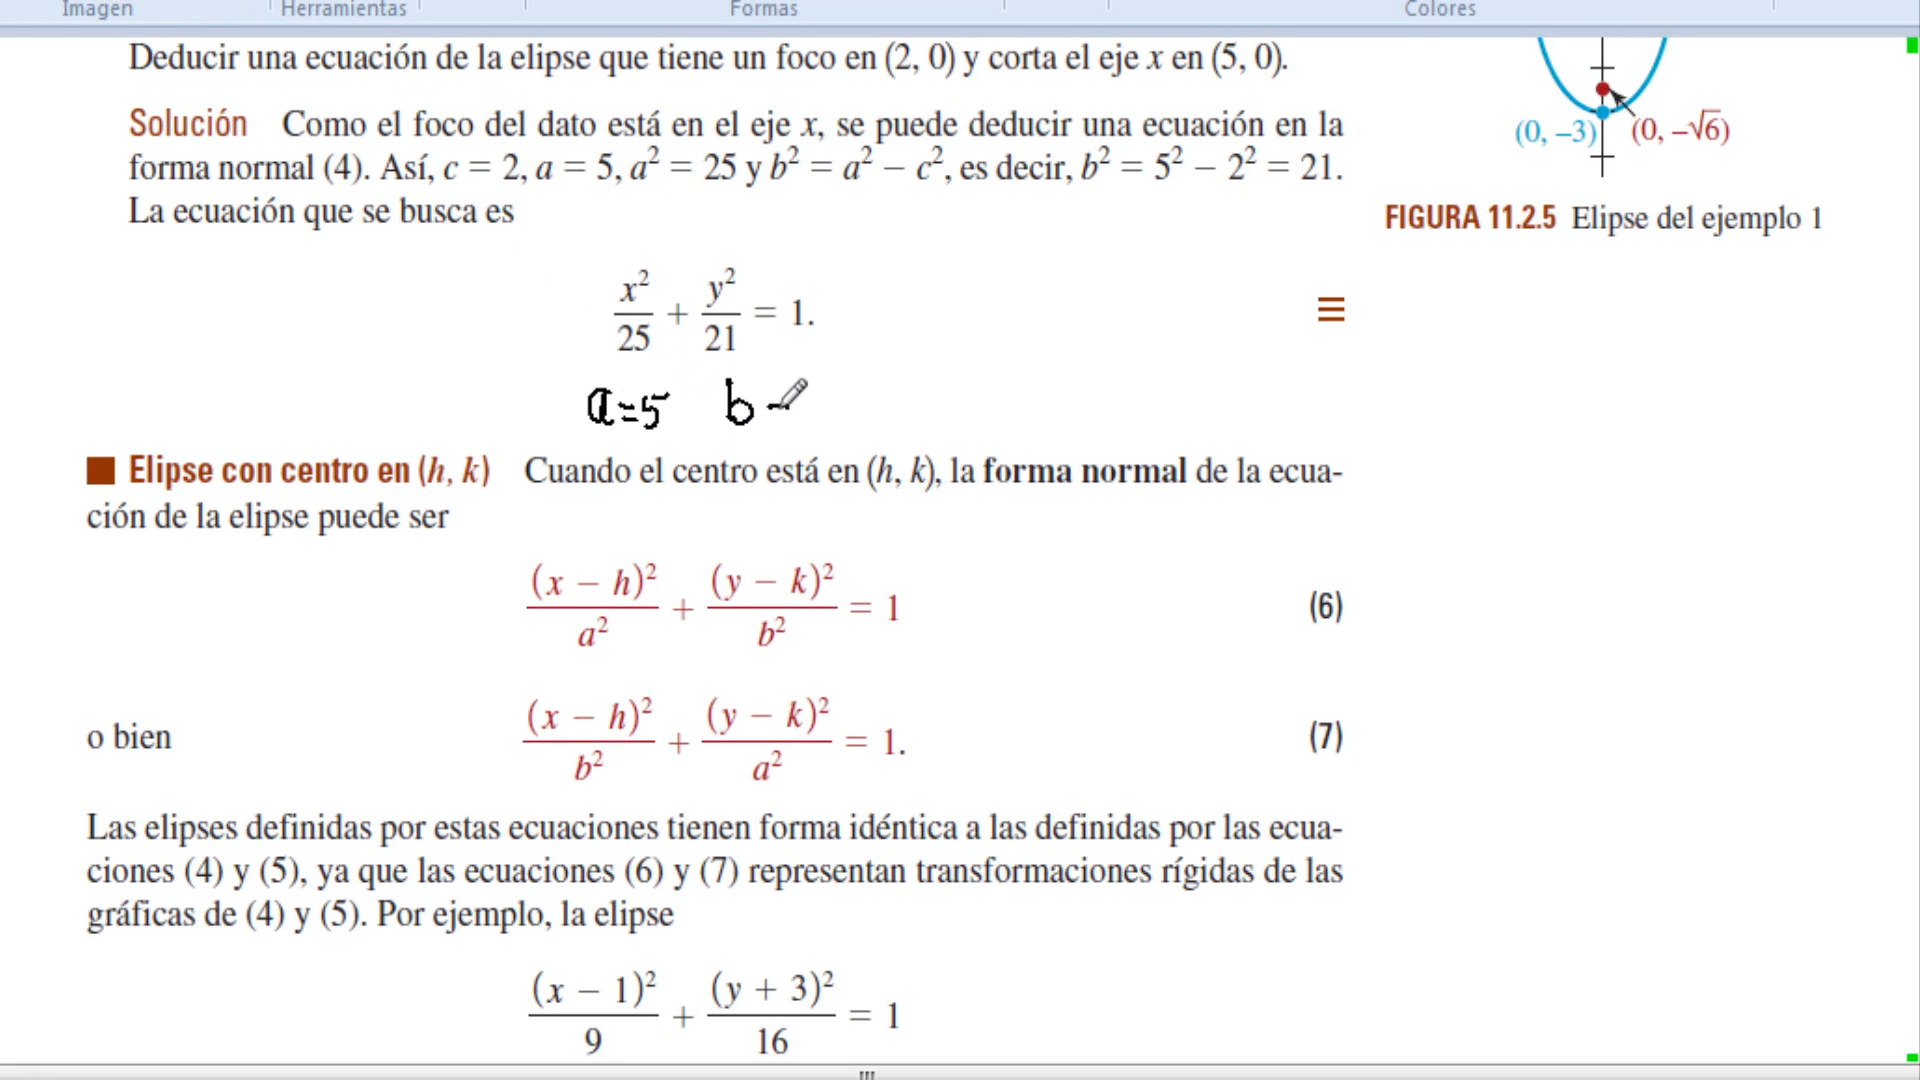 Imagen Herramientas Formas Colores
Deducir una ecuación de la elipse que tiene un foco en (2, 0) y corta el eje x en (5, 0).
Solución Como el foco del dato está en el eje x, se puede deducir una ecuación en la
forma normal (4). Así, c = 2, a = 5, a² = 25 y b² = a² − c², es decir, b² = 5² − 2² = 21.
La ecuación que se busca es
x²/25 + y²/21 = 1.
a=5 b-
(0, −3) (0, −√6)
FIGURA 11.2.5 Elipse del ejemplo 1
Elipse con centro en (h, k) Cuando el centro está en (h, k), la forma normal de la ecua-
ción de la elipse puede ser
(x − h)²/a² + (y − k)²/b² = 1 (6)
o bien (x − h)²/b² + (y − k)²/a² = 1. (7)
Las elipses definidas por estas ecuaciones tienen forma idéntica a las definidas por las ecua-
ciones (4) y (5), ya que las ecuaciones (6) y (7) representan transformaciones rígidas de las
gráficas de (4) y (5). Por ejemplo, la elipse
(x − 1)²/9 + (y + 3)²/16 = 1